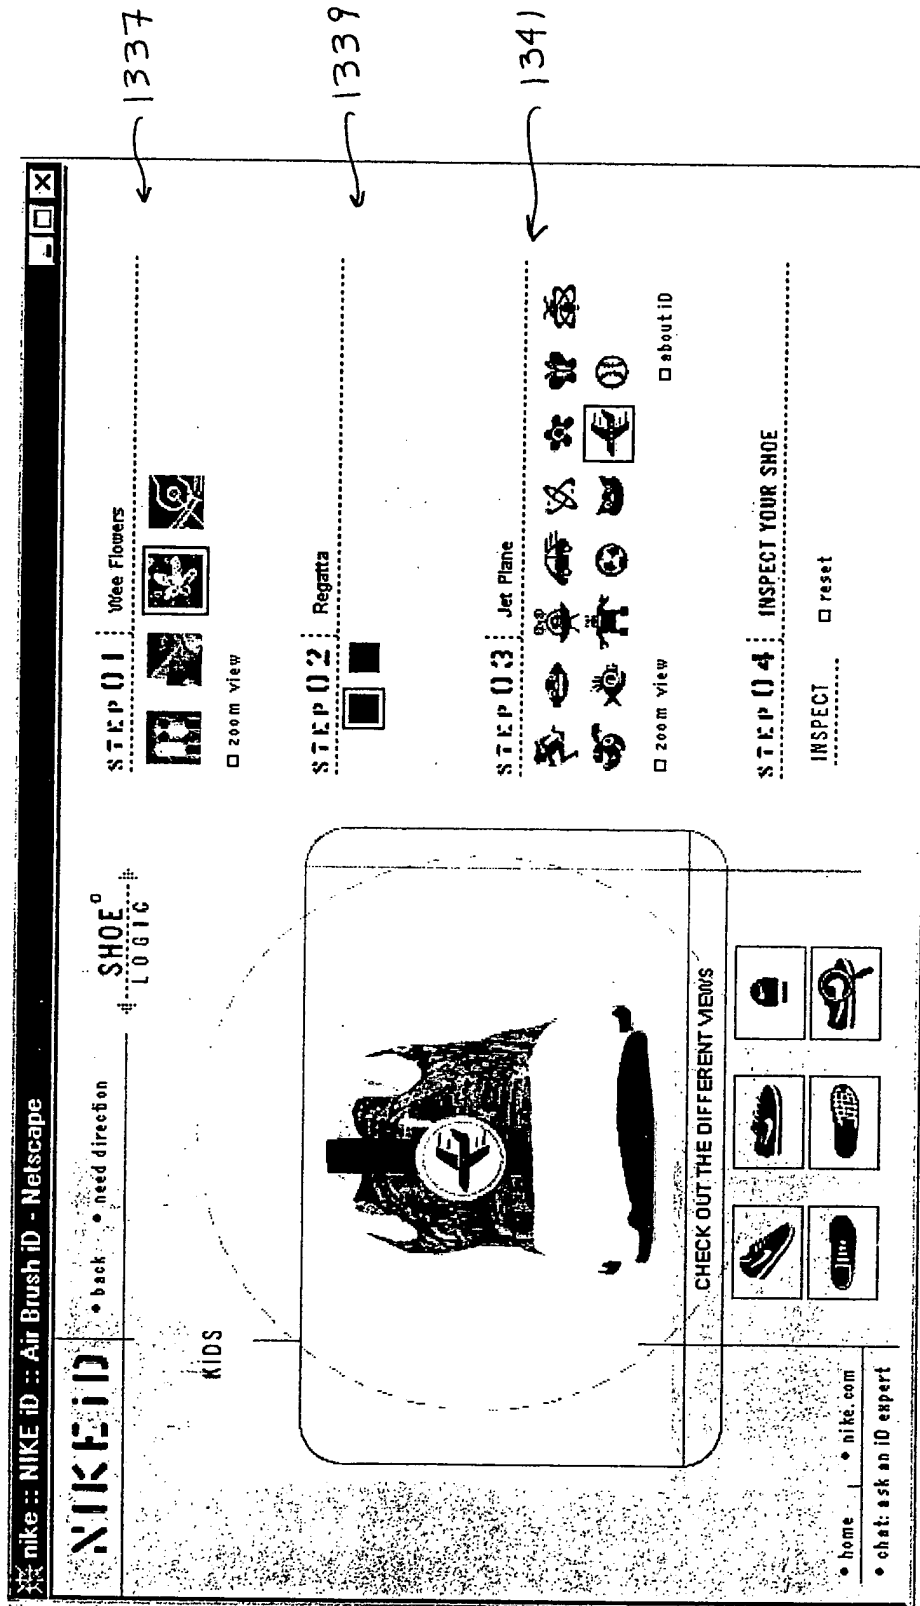 nike :: NIKE iD :: Air Brush iD - Netscape
NIKE iD
• back • need direction
SHOE
LOGIC
KIDS
CHECK OUT THE DIFFERENT VIEWS
• home • nike.com
• chat: ask an iD expert
STEP 01 Wee Flowers
zoom view
STEP 02 Regatta
STEP 03 Jet Plane
zoom view about iD
STEP 04 INSPECT YOUR SHOE
INSPECT reset
1337
1339
1341